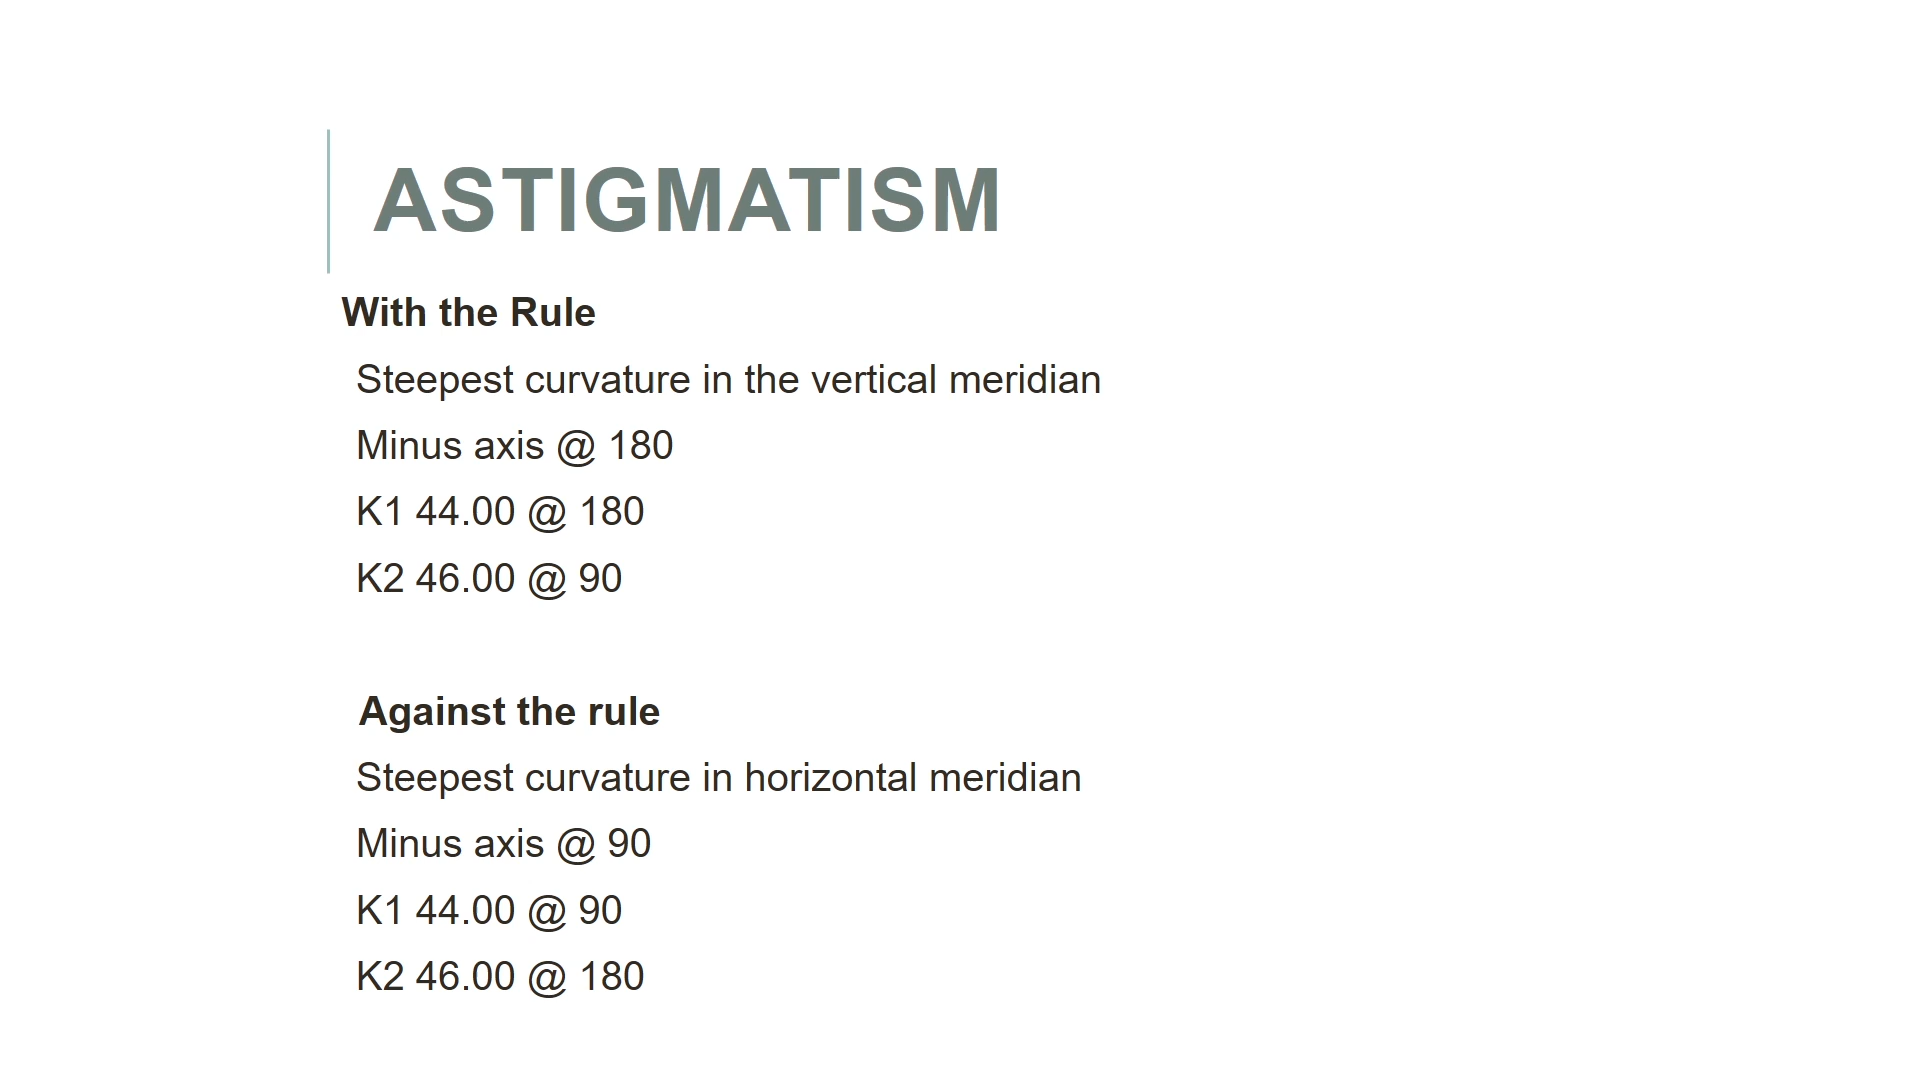 ASTIGMATISM
With the Rule
Steepest curvature in the vertical meridian
Minus axis @ 180
K1 44.00 @ 180
K2 46.00 @ 90
Against the rule
Steepest curvature in horizontal meridian
Minus axis @ 90
K1 44.00 @ 90
K2 46.00 @ 180